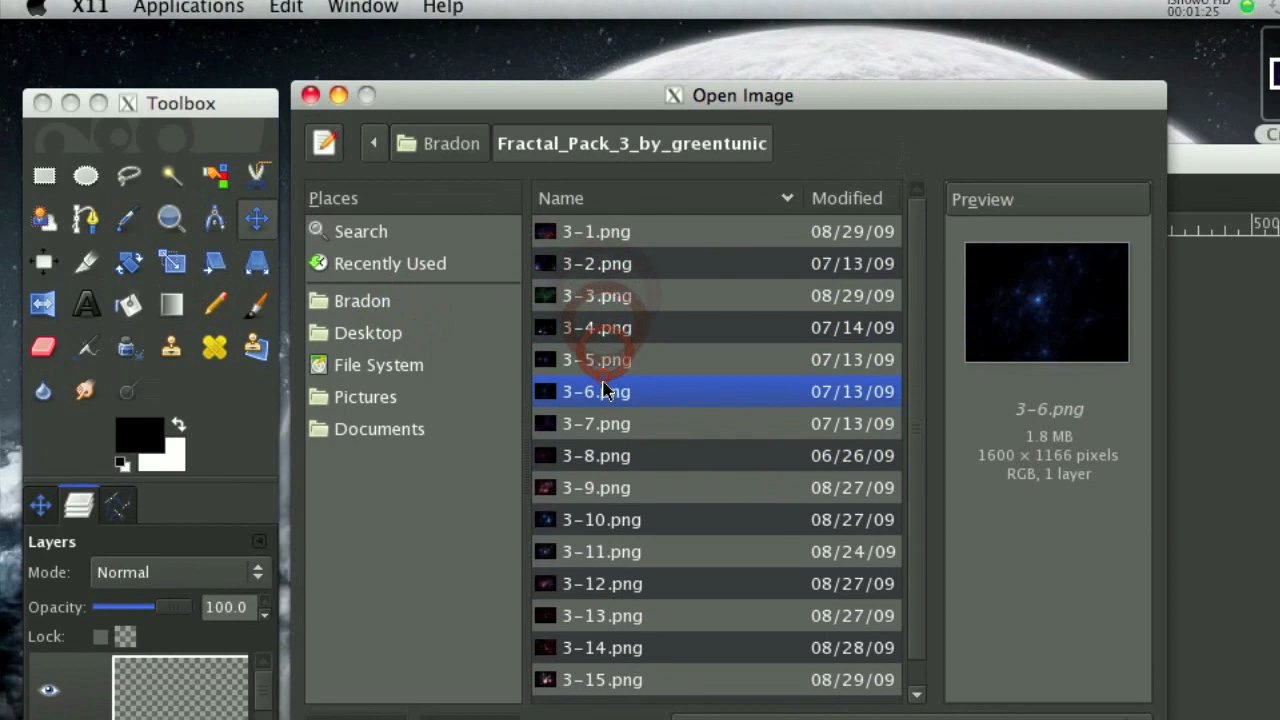 X11 Applications Edit Window Help
00:01:25
Toolbox
Open Image
Bradon Fractal_Pack_3_by_greentunic
Places
Search
Recently Used
Bradon
Desktop
File System
Pictures
Documents
Name Modified
3-1.png 08/29/09
3-2.png 07/13/09
3-3.png 08/29/09
3-4.png 07/14/09
3-5.png 07/13/09
3-6.png 07/13/09
3-7.png 07/13/09
3-8.png 06/26/09
3-9.png 08/27/09
3-10.png 08/27/09
3-11.png 08/24/09
3-12.png 08/27/09
3-13.png 08/27/09
3-14.png 08/28/09
3-15.png 08/29/09
Preview
3-6.png
1.8 MB
1600 × 1166 pixels
RGB, 1 layer
500
Layers
Mode: Normal
Opacity: 100.0
Lock: